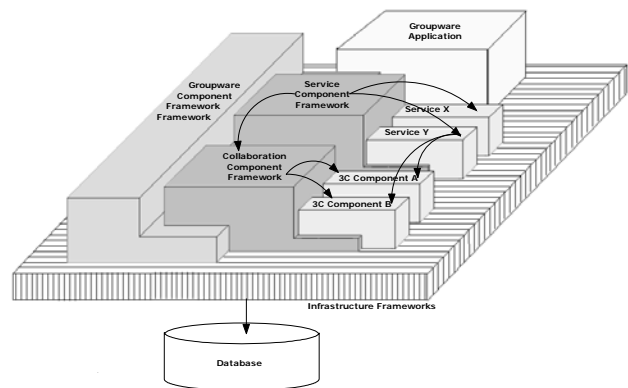 Groupware
Application
Groupware
Component
Framework
Framework
Service
Component
Framework
Service X
Service Y
Collaboration
Component
Framework
3C Component A
3C Component B
Infrastructure Frameworks
Database